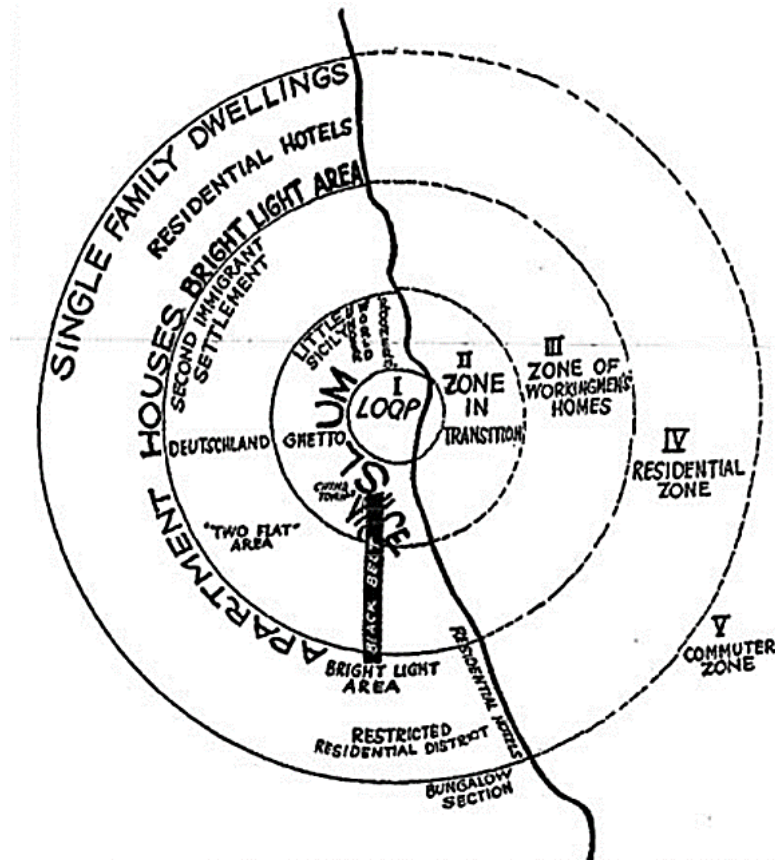 SINGLE FAMILY DWELLINGS
RESIDENTIAL HOTELS
BRIGHT LIGHT AREA
APARTMENT HOUSES
SECOND IMMIGRANT
SETTLEMENT
LITTLE
SICILY
WORLD
I
LOOP
II
ZONE
IN
TRANSITION
III
ZONE OF
WORKINGMEN'S
HOMES
IV
RESIDENTIAL
ZONE
V
COMMUTER
ZONE
DEUTSCHLAND
GHETTO
SLUM
CHINA
TOWN
VICE
"TWO FLAT"
AREA
BLACK BELT
BRIGHT LIGHT
AREA
RESIDENTIAL HOTELS
RESTRICTED
RESIDENTIAL DISTRICT
BUNGALOW
SECTION